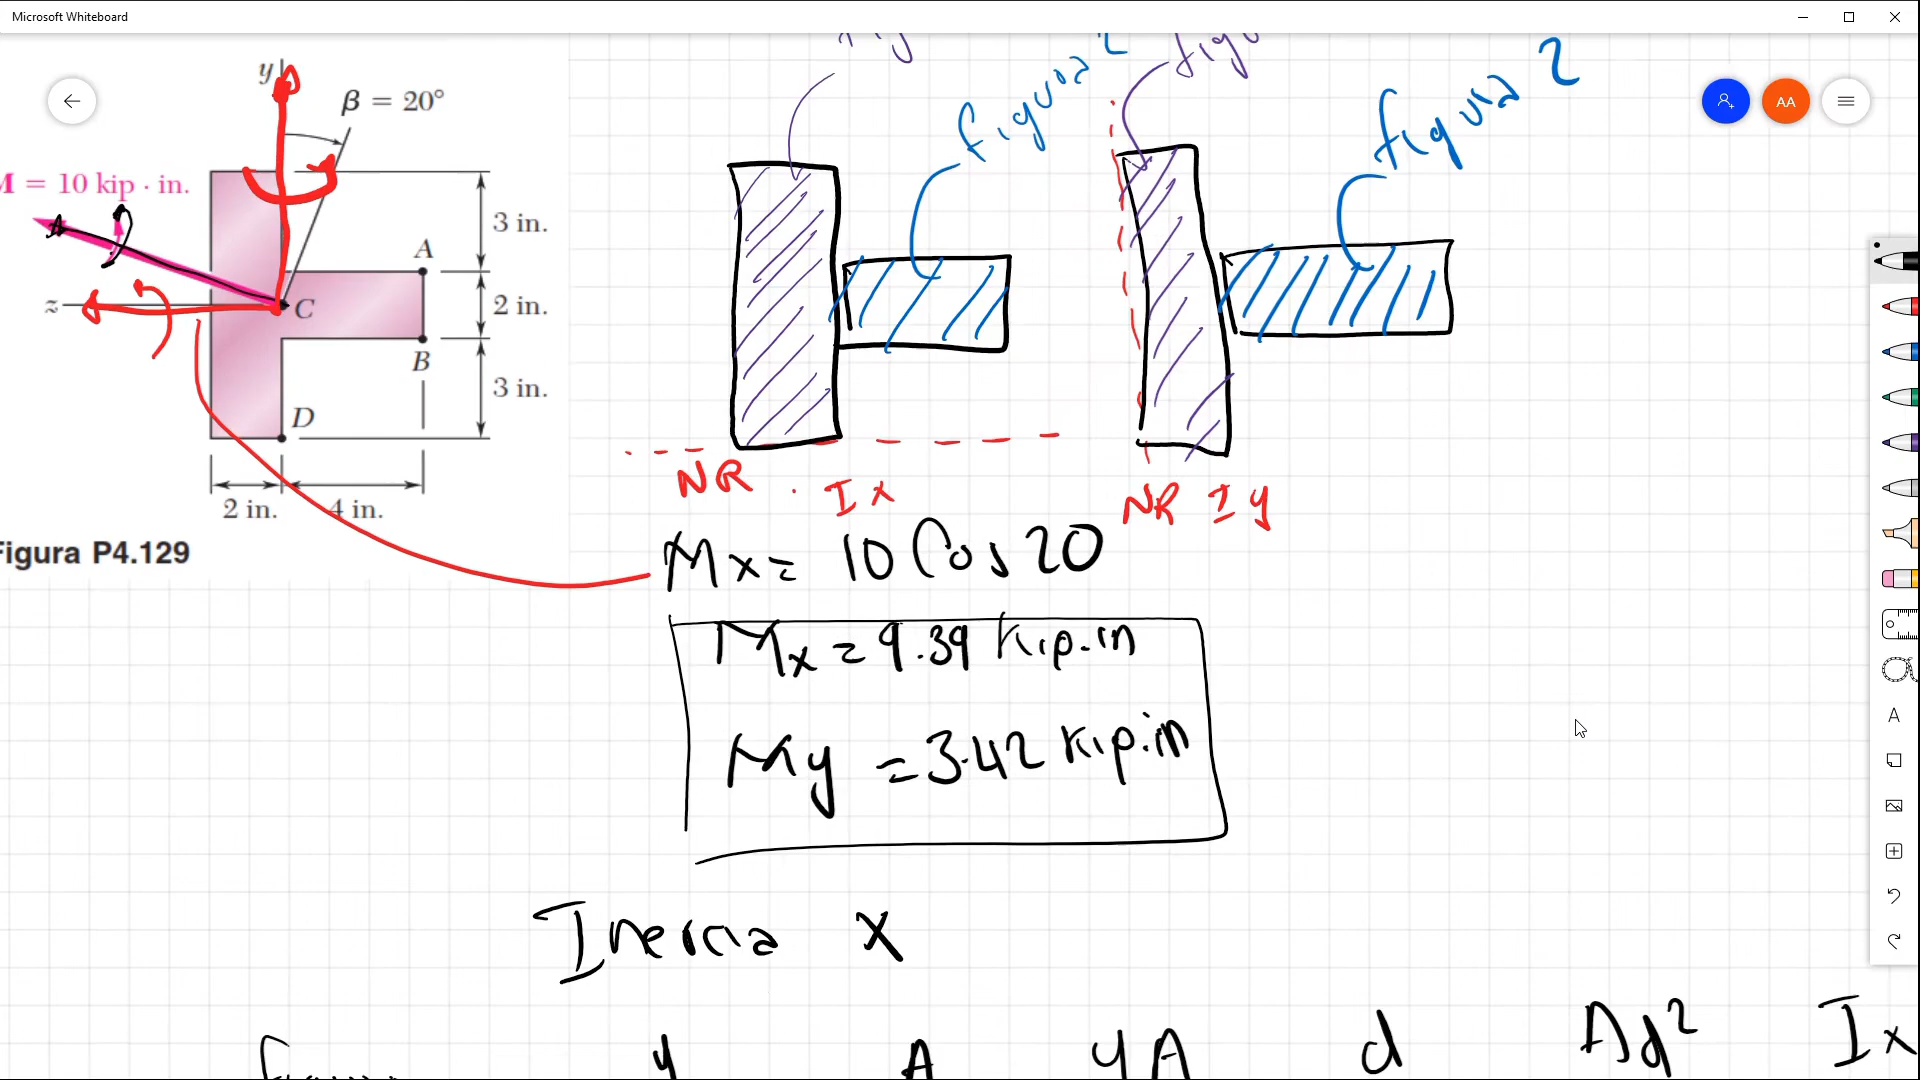 Microsoft Whiteboard
y
β = 20°
figura 2
figura 2
AA
M = 10 kip · in.
3 in.
A
z
C
2 in.
B
3 in.
D
2 in.
4 in.
NR . Ix
NR Iy
Figura P4.129
Mx = 10 Cos 20
Mx = 9.39 Kip.in
My = 3.42 Kip.in
A
Inercia x
y A yA d Ad² Ix